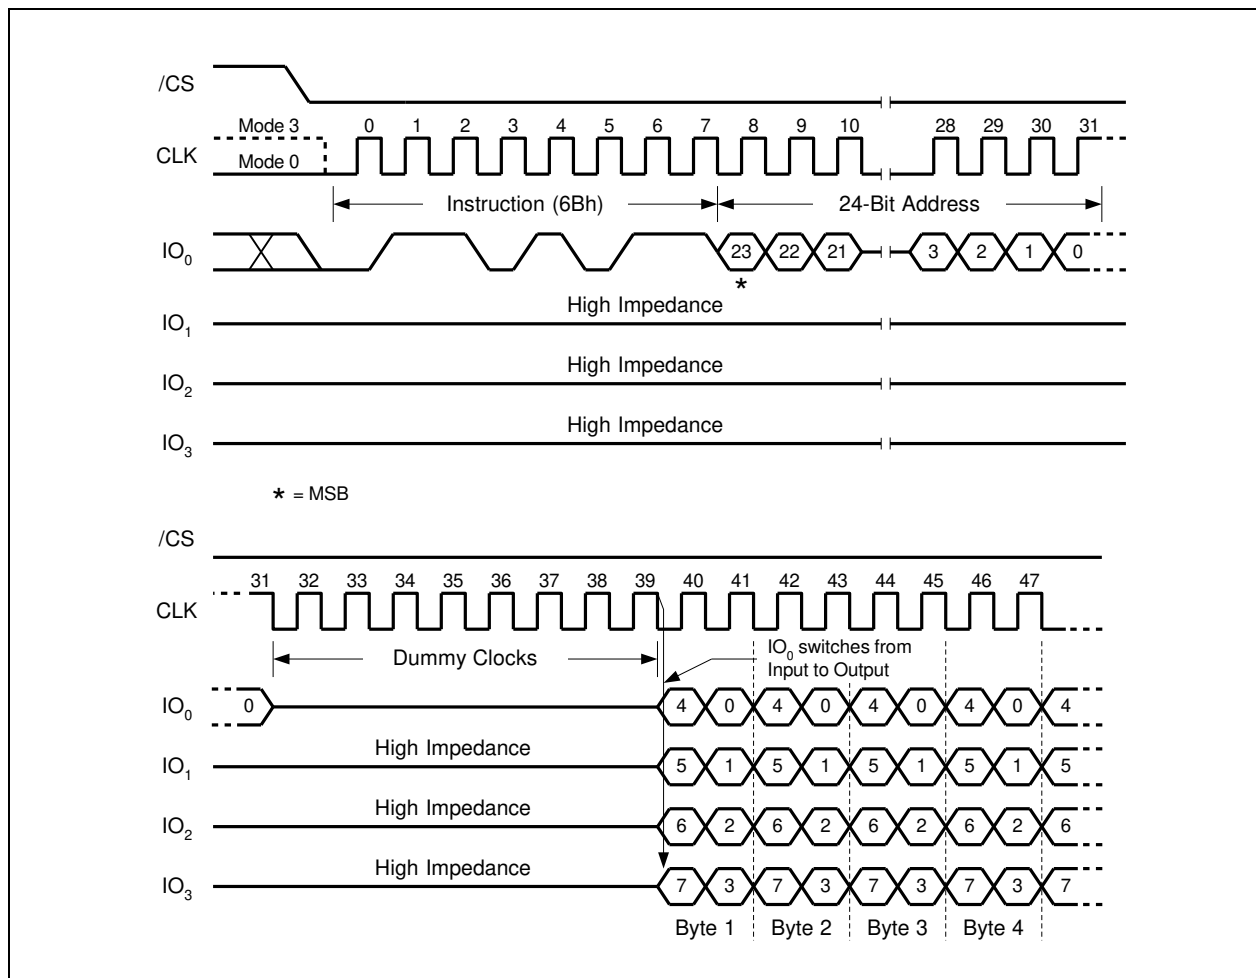 /CS
Mode 3 0 1 2 3 4 5 6 7 8 9 10 28 29 30 31
CLK
Mode 0
Instruction (6Bh) 24-Bit Address
IO0 23 22 21 3 2 1 0
*
High Impedance
IO1
High Impedance
IO2
High Impedance
IO3
* = MSB
/CS
31 32 33 34 35 36 37 38 39 40 41 42 43 44 45 46 47
CLK
IO0 switches from
Input to Output
Dummy Clocks
IO0 0 4 0 4 0 4 0 4 0 4
High Impedance
IO1 5 1 5 1 5 1 5 1 5
High Impedance
IO2 6 2 6 2 6 2 6 2 6
High Impedance
IO3 7 3 7 3 7 3 7 3 7
Byte 1 Byte 2 Byte 3 Byte 4